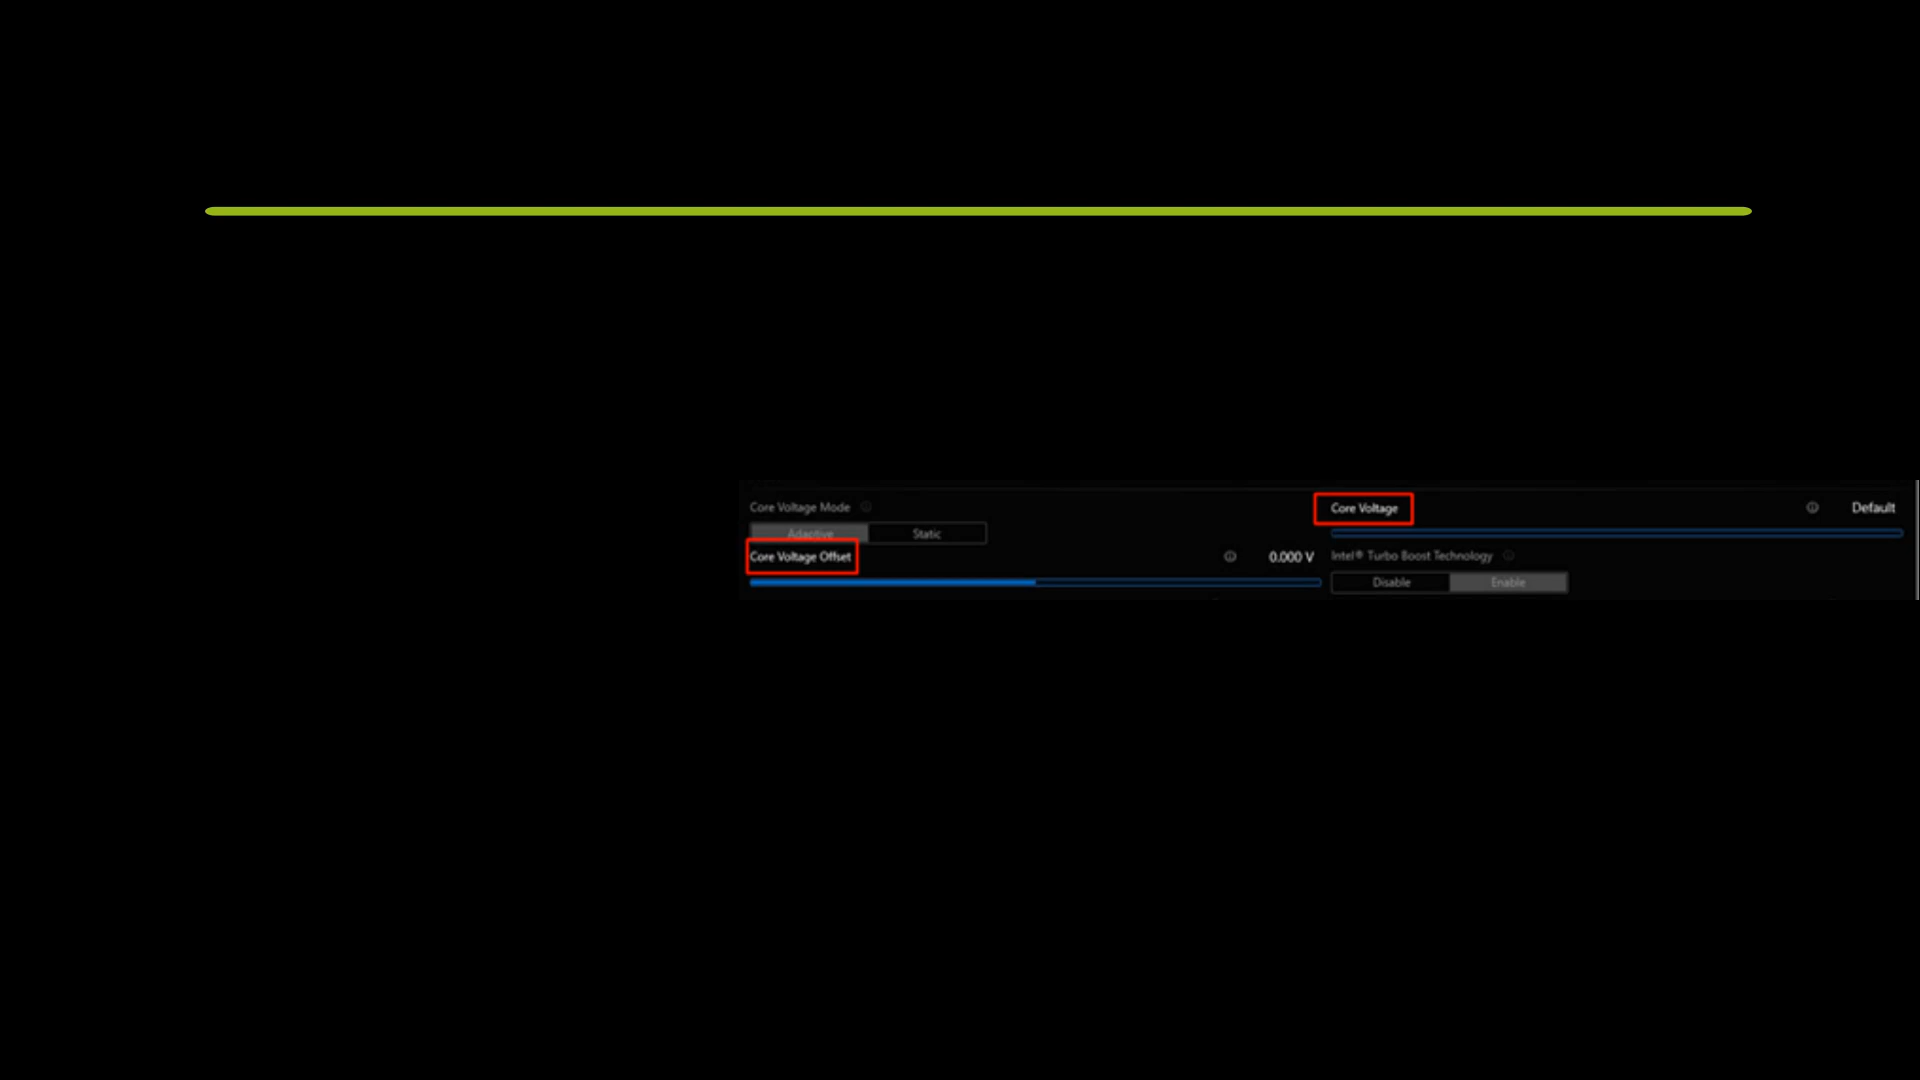 Core Voltage Mode
Adaptive Static
Core Voltage Offset 0.000 V
Core Voltage Default
Intel® Turbo Boost Technology
Disable Enable